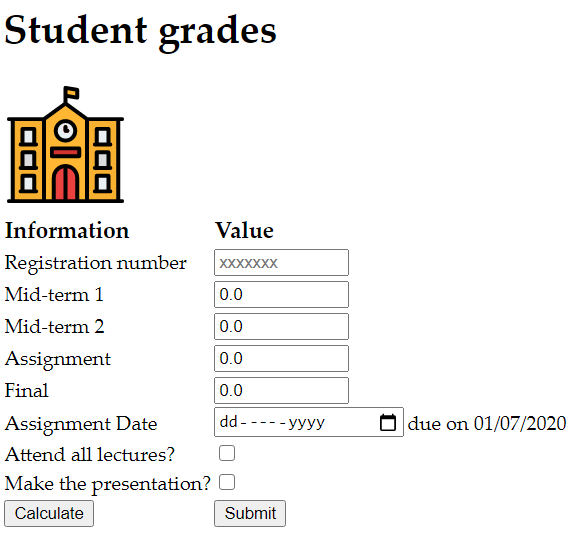 Student grades
Information Value
Registration number xxxxxxx
Mid-term 1 0.0
Mid-term 2 0.0
Assignment 0.0
Final 0.0
Assignment Date dd-----yyyy due on 01/07/2020
Attend all lectures?
Make the presentation?
Calculate Submit